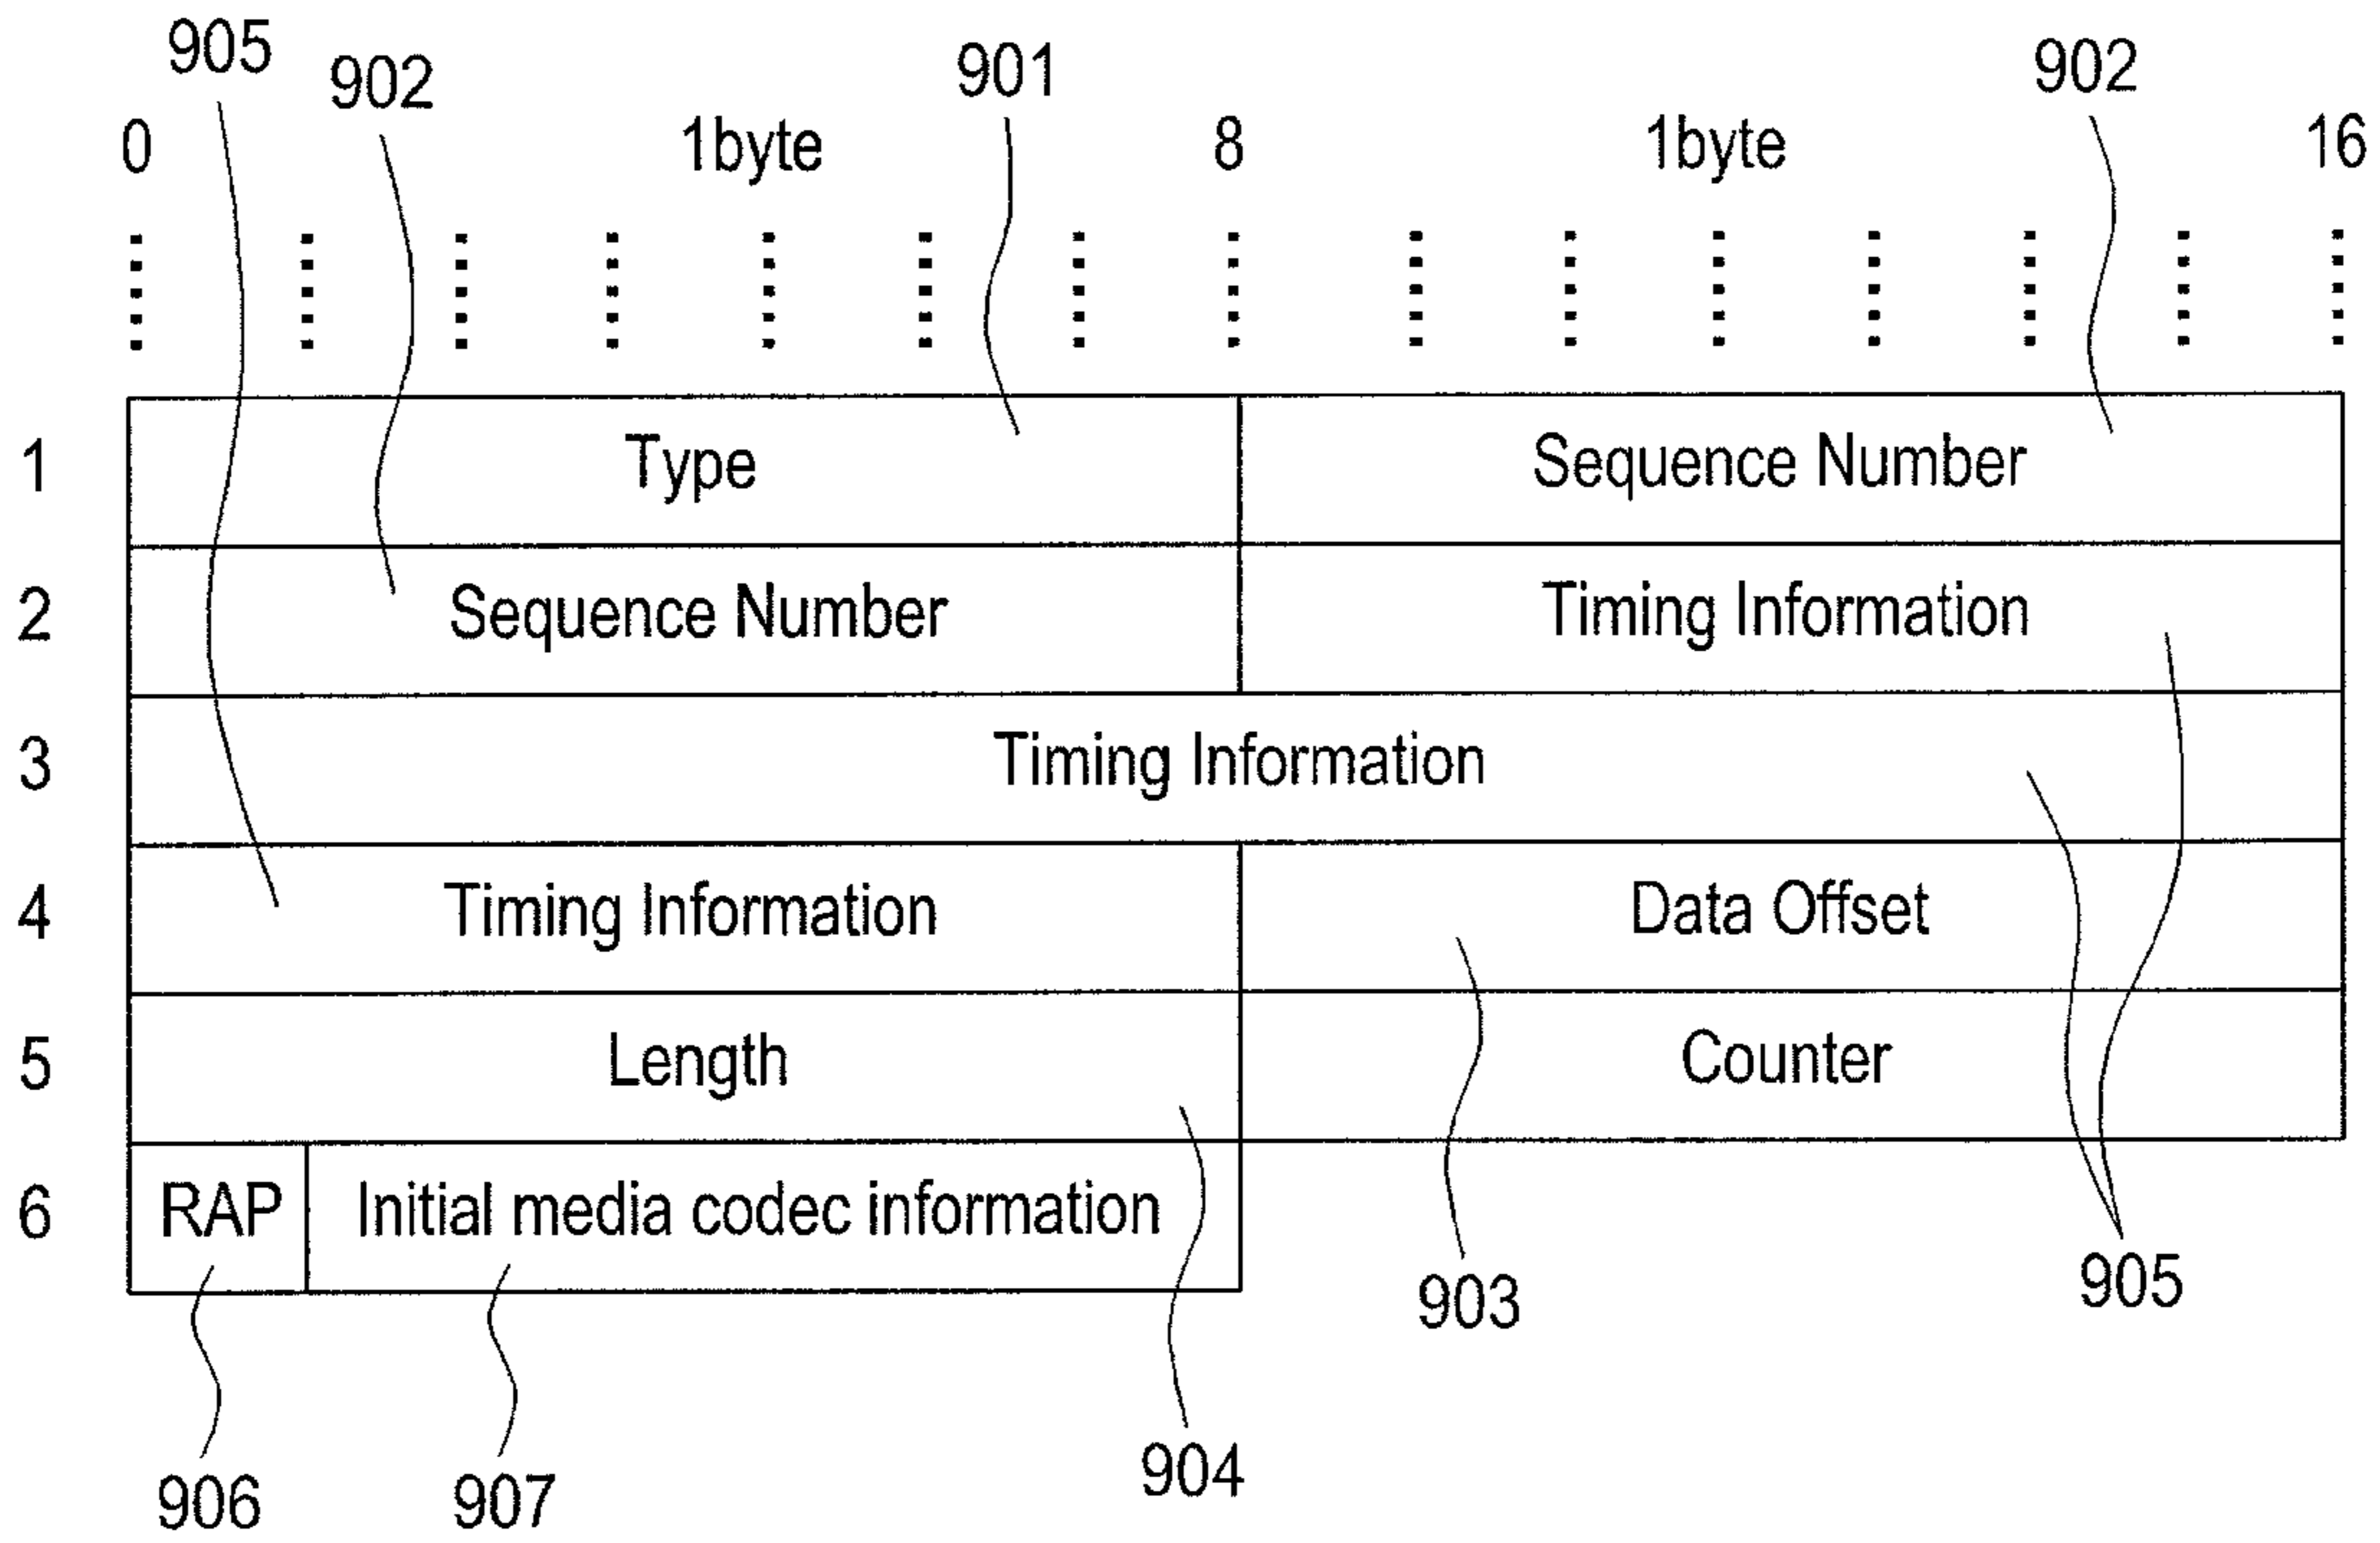 905 902 901 902
0 1byte 8 1byte 16
1 Type Sequence Number
2 Sequence Number Timing Information
3 Timing Information
4 Timing Information Data Offset
5 Length Counter
6 RAP Initial media codec information
903 905
906 907 904